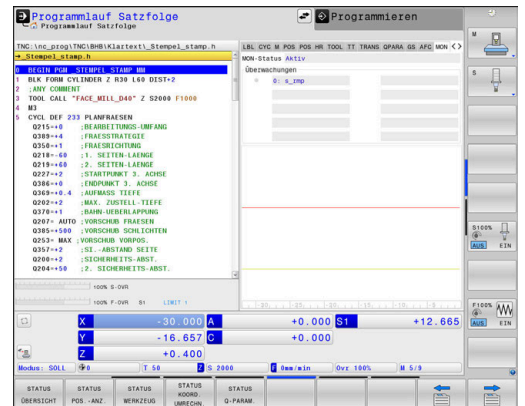 Programmlauf Satzfolge
Programmlauf Satzfolge
Programmieren
TNC:\nc_prog\TNC\BHB\Klartext\_Stempel_stamp.h
→_Stempel_stamp.h
0 BEGIN PGM _STEMPEL_STAMP MM
1 BLK FORM CYLINDER Z R30 L60 DIST+2
2 ;ANY COMMENT
3 TOOL CALL "FACE_MILL_D40" Z S2000 F1000
4 M3
5 CYCL DEF 233 PLANFRAESEN
Q215=+0 ;BEARBEITUNGS-UMFANG
Q389=+4 ;FRAESSTRATEGIE
Q350=+1 ;FRAESRICHTUNG
Q218=-60 ;1. SEITEN-LAENGE
Q219=+60 ;2. SEITEN-LAENGE
Q227=+2 ;STARTPUNKT 3. ACHSE
Q386=+0 ;ENDPUNKT 3. ACHSE
Q369=+0.4 ;AUFMASS TIEFE
Q202=+2 ;MAX. ZUSTELL-TIEFE
Q370=+1 ;BAHN-UEBERLAPPUNG
Q207= AUTO ;VORSCHUB FRAESEN
Q385=+500 ;VORSCHUB SCHLICHTEN
Q253= MAX ;VORSCHUB VORPOS.
Q357=+2 ;SI.-ABSTAND SEITE
Q200=+2 ;SICHERHEITS-ABST.
Q204=+50 ;2. SICHERHEITS-ABST.
100% S-OVR
100% F-OVR S1 LIMIT 1
LBL CYC M POS POS HR TOOL TT TRANS QPARA GS AFC MON
MON-Status Aktiv
Überwachungen
0: s_rmp
-30. -25. -20. -15. -10. -5
X -30.000 A +0.000 S1 +12.665
Y -16.657 C +0.000
Z +0.400
Modus: SOLL 0 T 50 Z S 2000 F 0mm/min Ovr 100% M 5/9
STATUS ÜBERSICHT
STATUS POS.-ANZ.
STATUS WERKZEUG
STATUS KOORD. UMRECHN.
STATUS Q-PARAM.
M
S
S100%
AUS EIN
F100%
AUS EIN